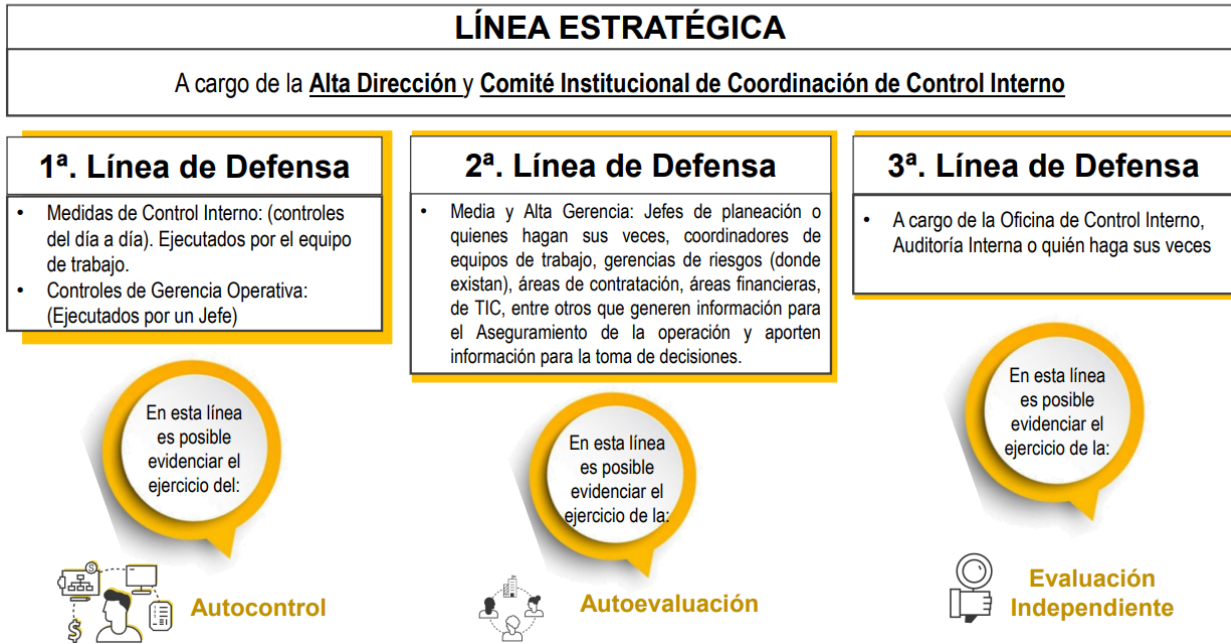 LÍNEA ESTRATÉGICA
A cargo de la Alta Dirección y Comité Institucional de Coordinación de Control Interno
1ª. Línea de Defensa
• Medidas de Control Interno: (controles
del día a día). Ejecutados por el equipo
de trabajo.
• Controles de Gerencia Operativa:
(Ejecutados por un Jefe)
En esta línea
es posible
evidenciar el
ejercicio del:
Autocontrol
2ª. Línea de Defensa
• Media y Alta Gerencia: Jefes de planeación o
quienes hagan sus veces, coordinadores de
equipos de trabajo, gerencias de riesgos (donde
existan), áreas de contratación, áreas financieras,
de TIC, entre otros que generen información para
el Aseguramiento de la operación y aporten
información para la toma de decisiones.
En esta línea
es posible
evidenciar el
ejercicio de la:
Autoevaluación
3ª. Línea de Defensa
• A cargo de la Oficina de Control Interno,
Auditoría Interna o quién haga sus veces
En esta línea
es posible
evidenciar el
ejercicio de la:
Evaluación
Independiente